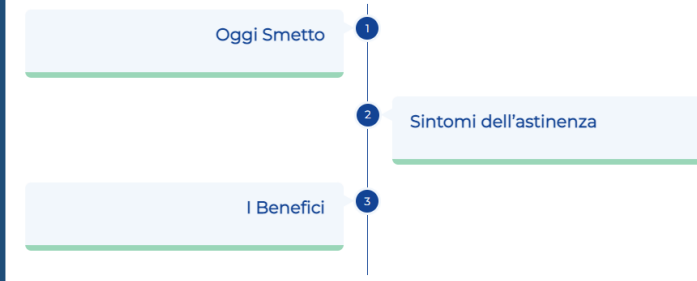 Oggi Smetto
1
2
Sintomi dell'astinenza
I Benefici
3